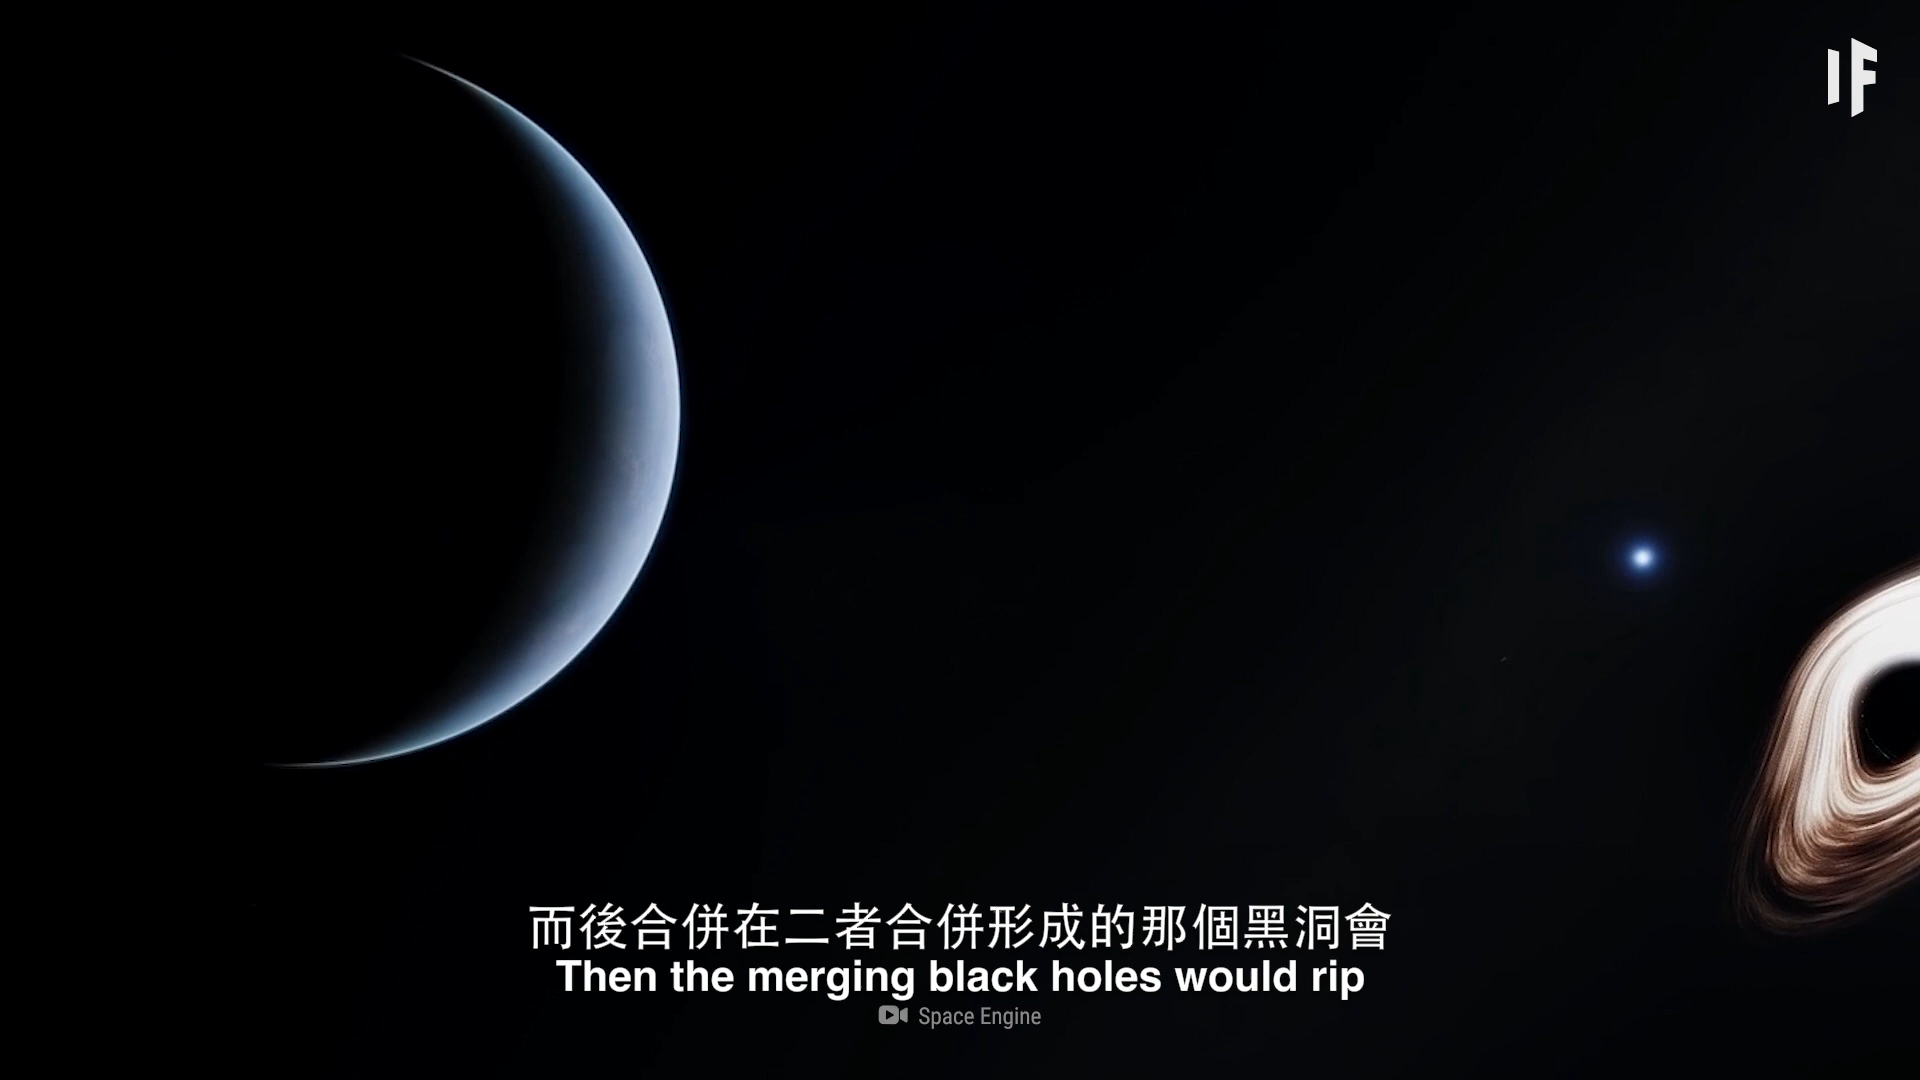 IF
而後合併在二者合併形成的那個黑洞會
Then the merging black holes would rip
Space Engine